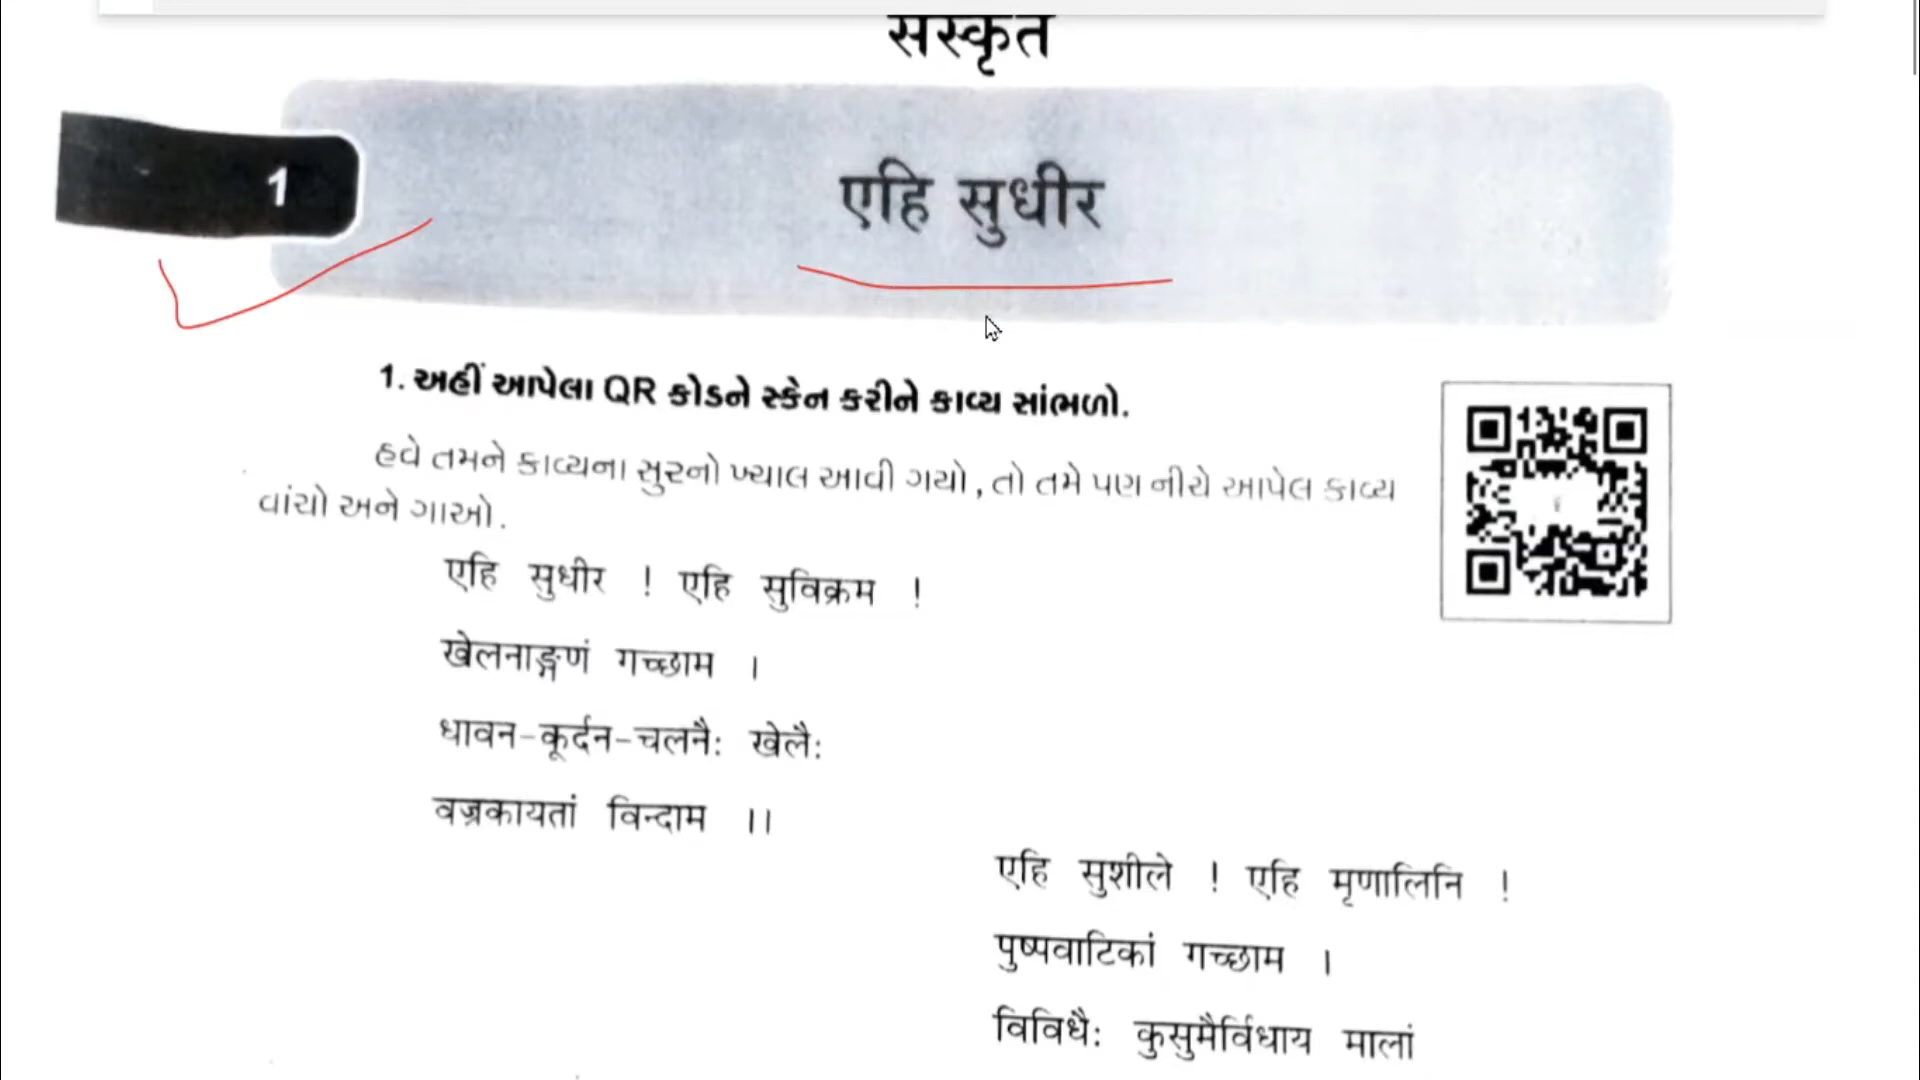 संस्कृत
1
एहि सुधीर
1. અહીં આપેલા QR કોડને સ્કેન કરીને કાવ્ય સાંભળો.
હવે તમને કાવ્યના સુરનો ખ્યાલ આવી ગયો, તો તમે પણ નીચે આપેલ કાવ્ય
વાંચો અને ગાઓ.
एहि सुधीर ! एहि सुविक्रम !
खेलनाङ्गणं गच्छाम ।
धावन-कूर्दन-चलनैः खेलैः
वज्रकायतां विन्दाम ।।
एहि सुशीले ! एहि मृणालिनि !
पुष्पवाटिकां गच्छाम ।
विविधैः कुसुमैर्विधाय मालां